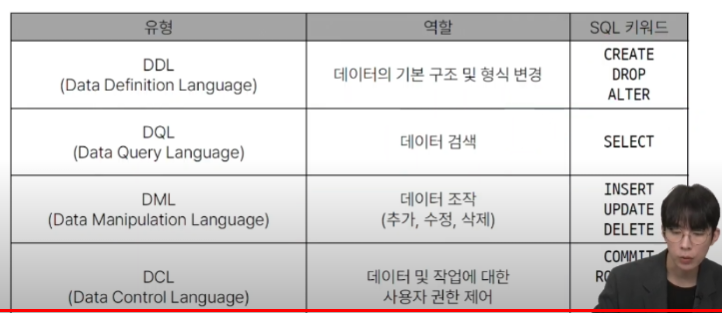 유형 역할 SQL 키워드
DDL
(Data Definition Language)
데이터의 기본 구조 및 형식 변경
CREATE
DROP
ALTER
DQL
(Data Query Language)
데이터 검색
SELECT
DML
(Data Manipulation Language)
데이터 조작
(추가, 수정, 삭제)
INSERT
UPDATE
DELETE
DCL
(Data Control Language)
데이터 및 작업에 대한
사용자 권한 제어
COMMIT